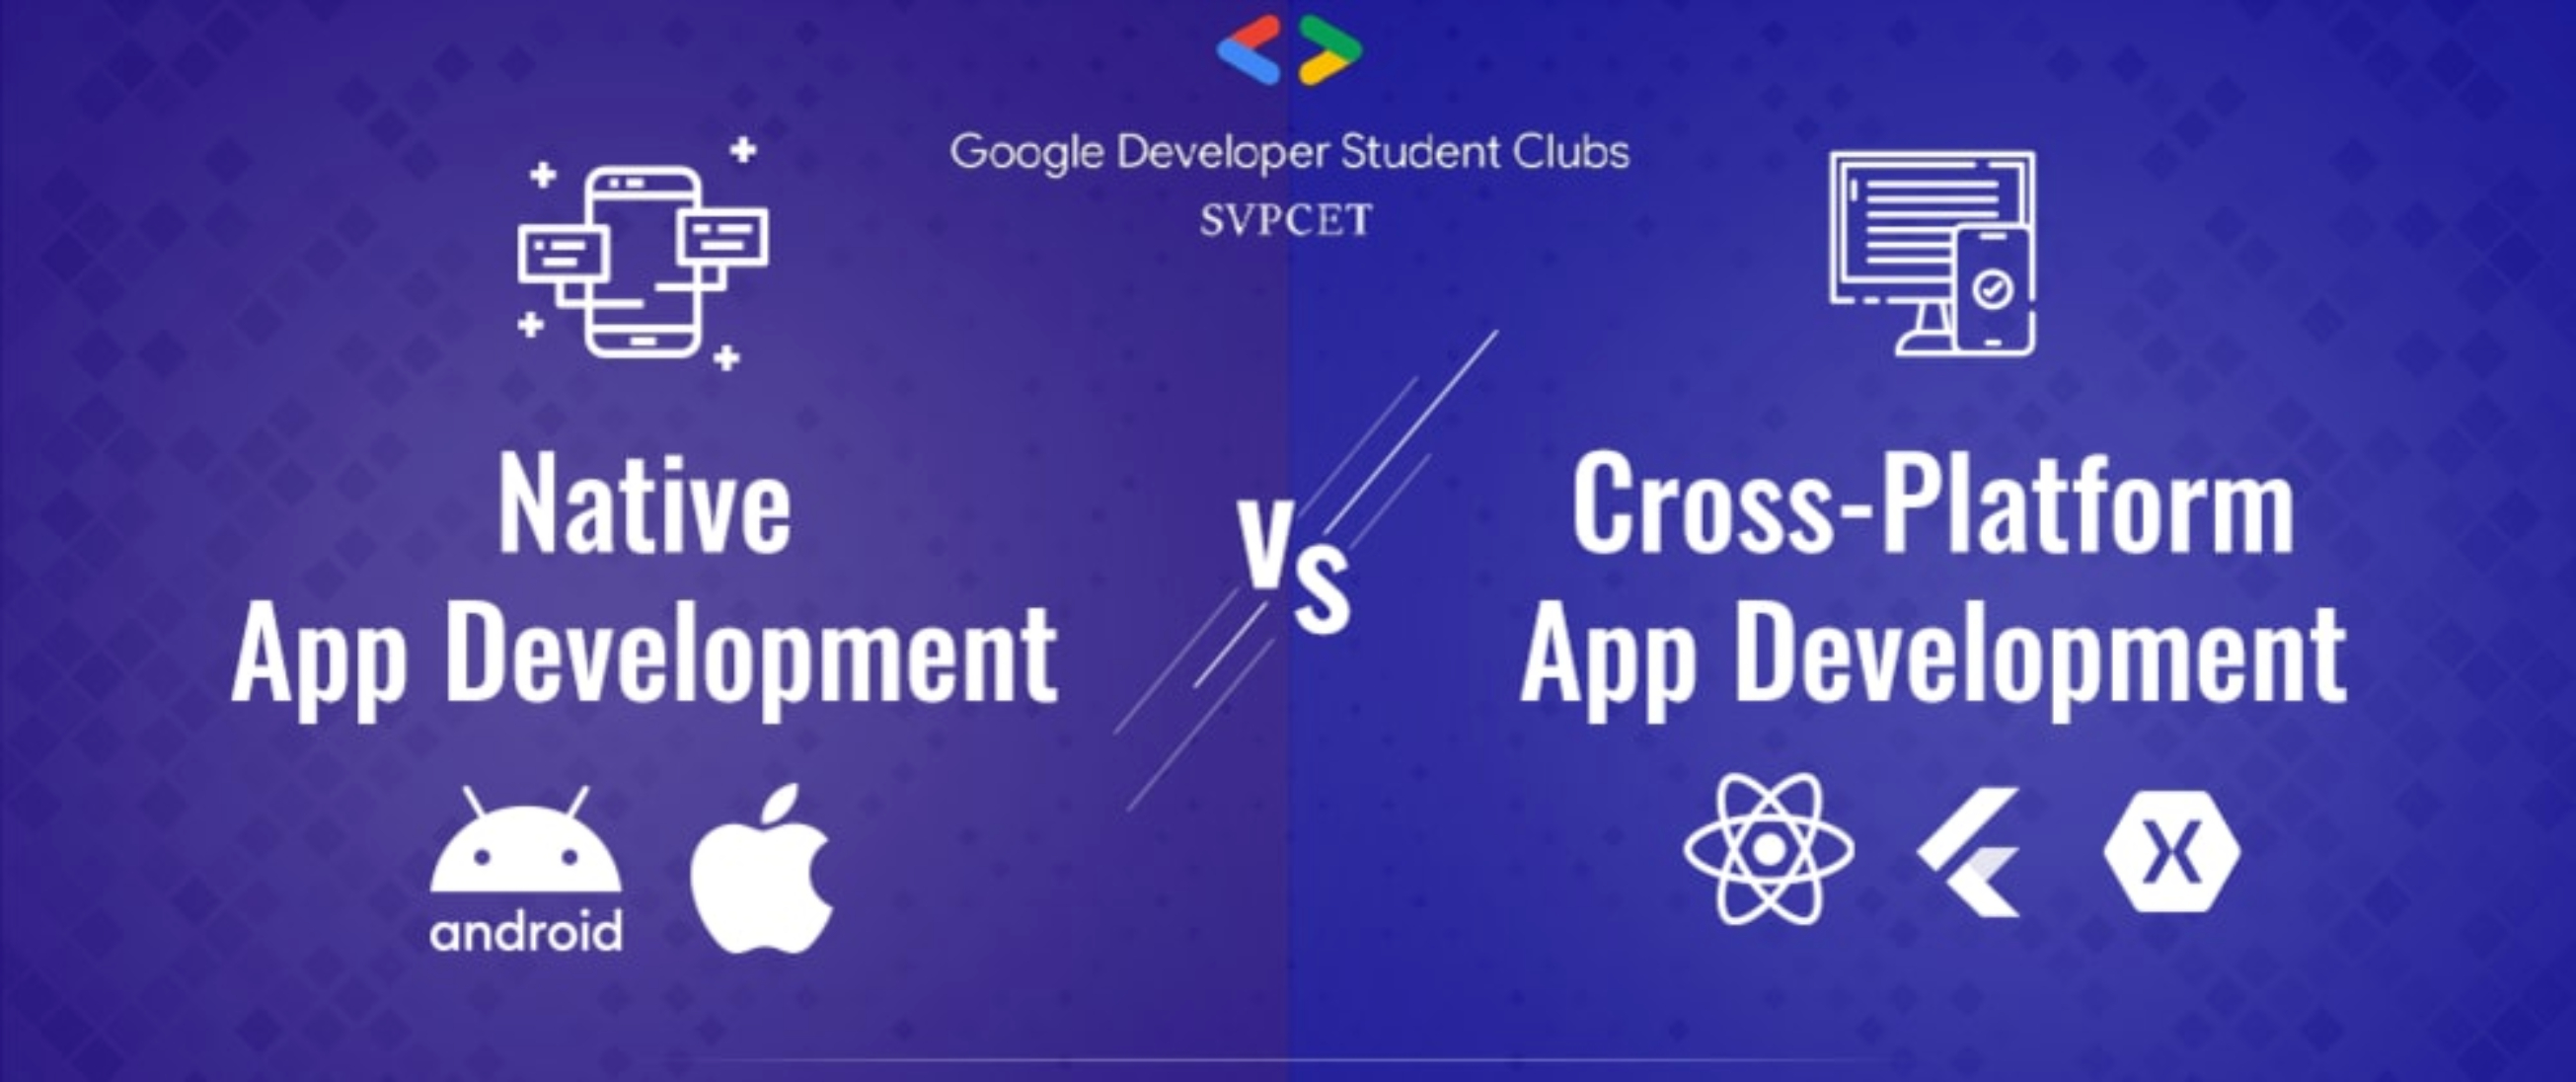 Google Developer Student Clubs
SVPCET
Native
App Development
vs
Cross-Platform
App Development
android